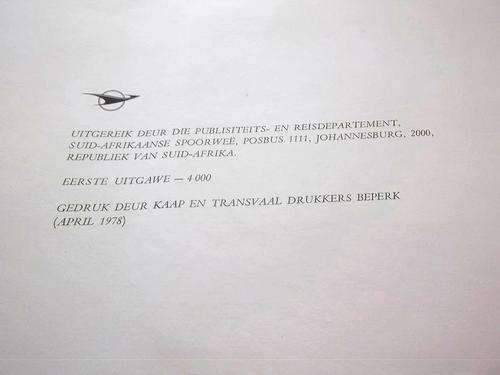 UITGEREIK DEUR DIE PUBLISITEITS- EN REISDEPARTEMENT,
SUID-AFRIKAANSE SPOORWEË, POSBUS 1111, JOHANNESBURG, 2000,
REPUBLIEK VAN SUID-AFRIKA.
EERSTE UITGAWE — 4 000
GEDRUK DEUR KAAP EN TRANSVAAL DRUKKERS BEPERK
(APRIL 1978)